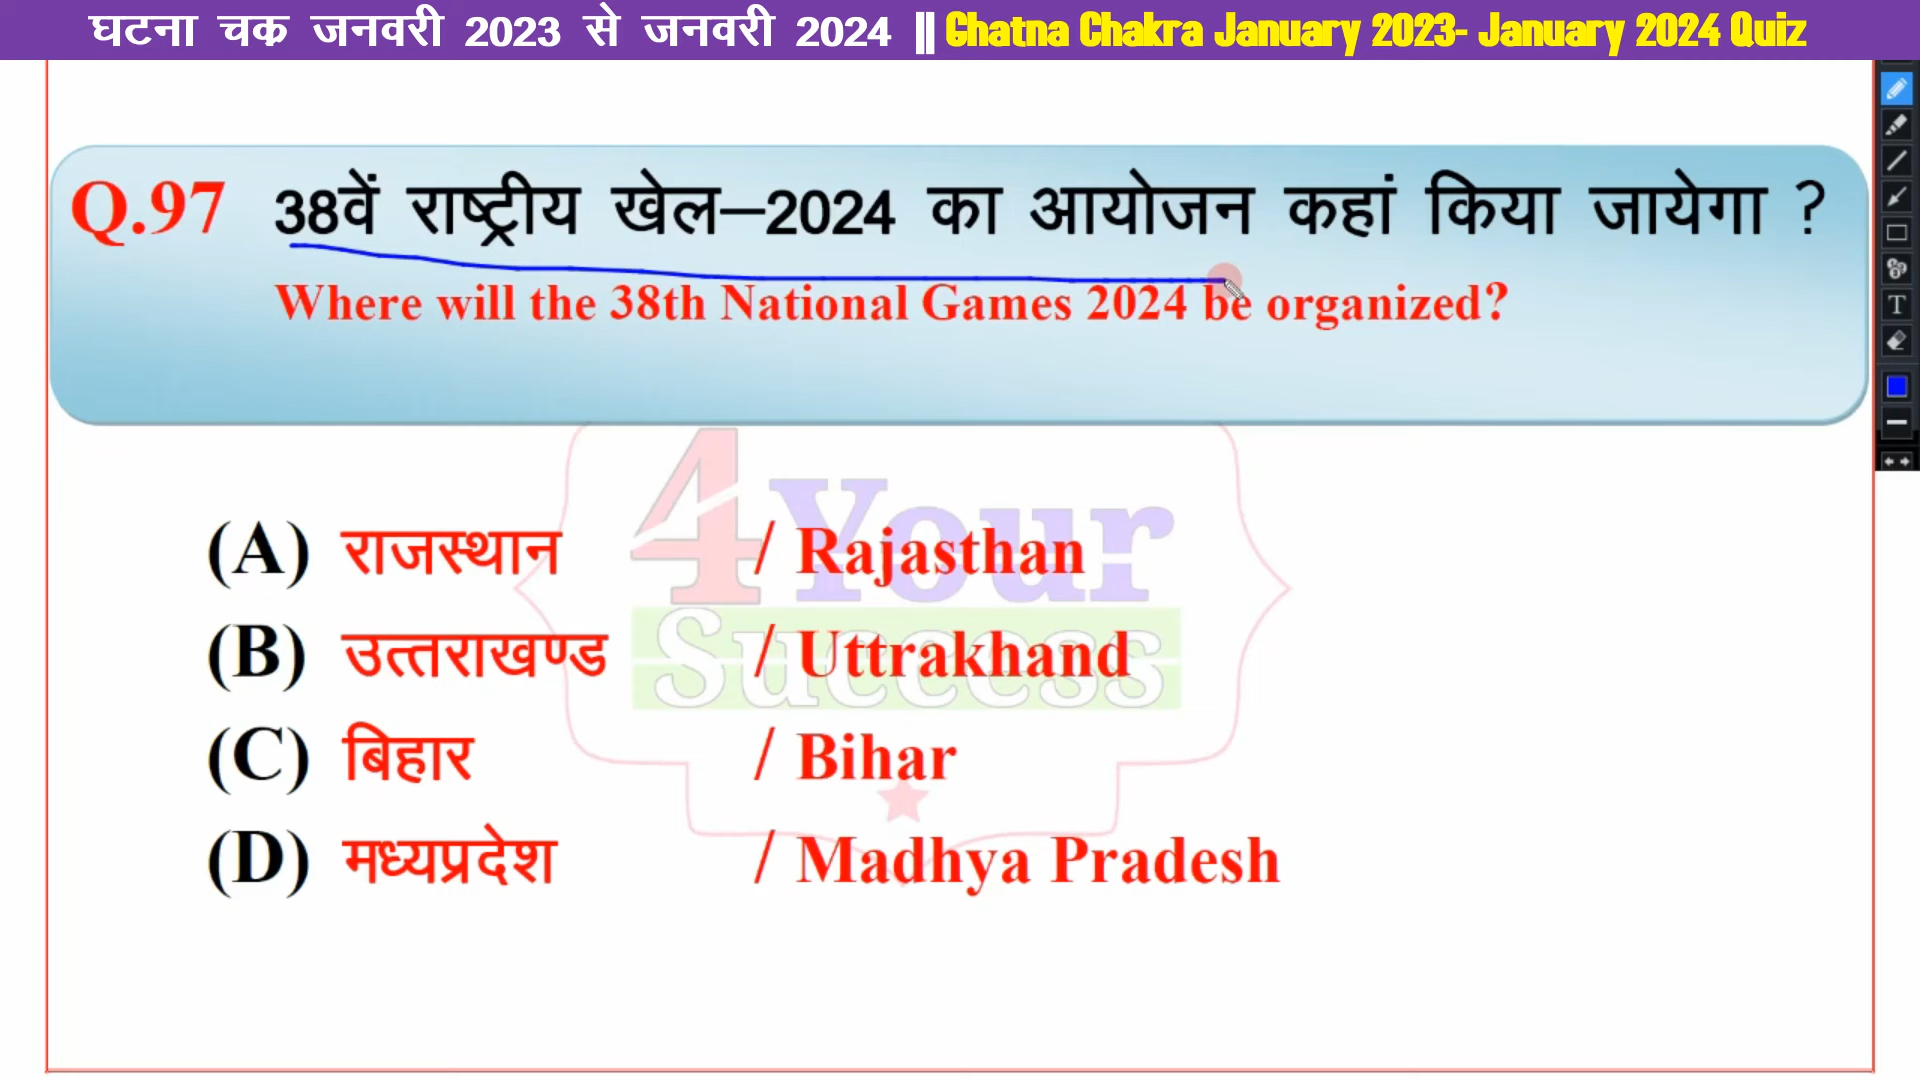 घटना चक्र जनवरी 2023 से जनवरी 2024 || Ghatna Chakra January 2023- January 2024 Quiz
Q.97 38वें राष्ट्रीय खेल–2024 का आयोजन कहां किया जायेगा ?
Where will the 38th National Games 2024 be organized?
4Your
Success
(A) राजस्थान / Rajasthan
(B) उत्तराखण्ड / Uttrakhand
(C) बिहार / Bihar
(D) मध्यप्रदेश / Madhya Pradesh
T